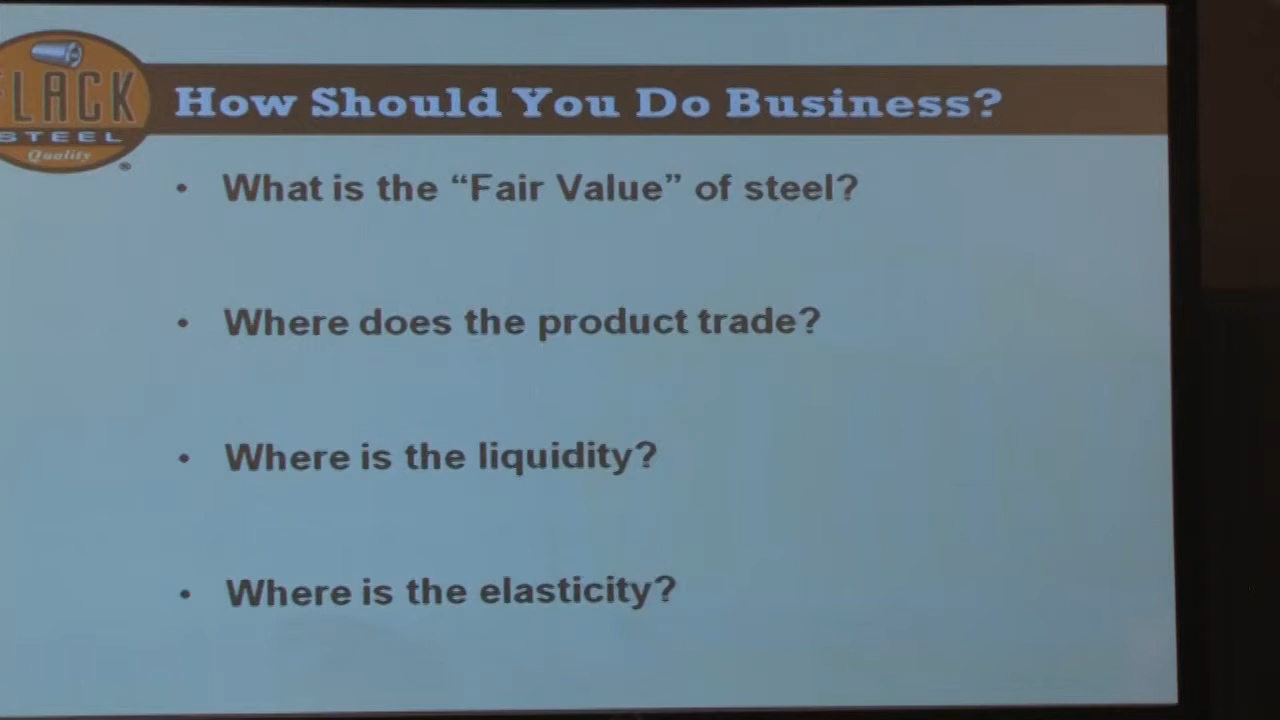 FLACK
STEEL
Quality
®
How Should You Do Business?
• What is the “Fair Value” of steel?
• Where does the product trade?
• Where is the liquidity?
• Where is the elasticity?